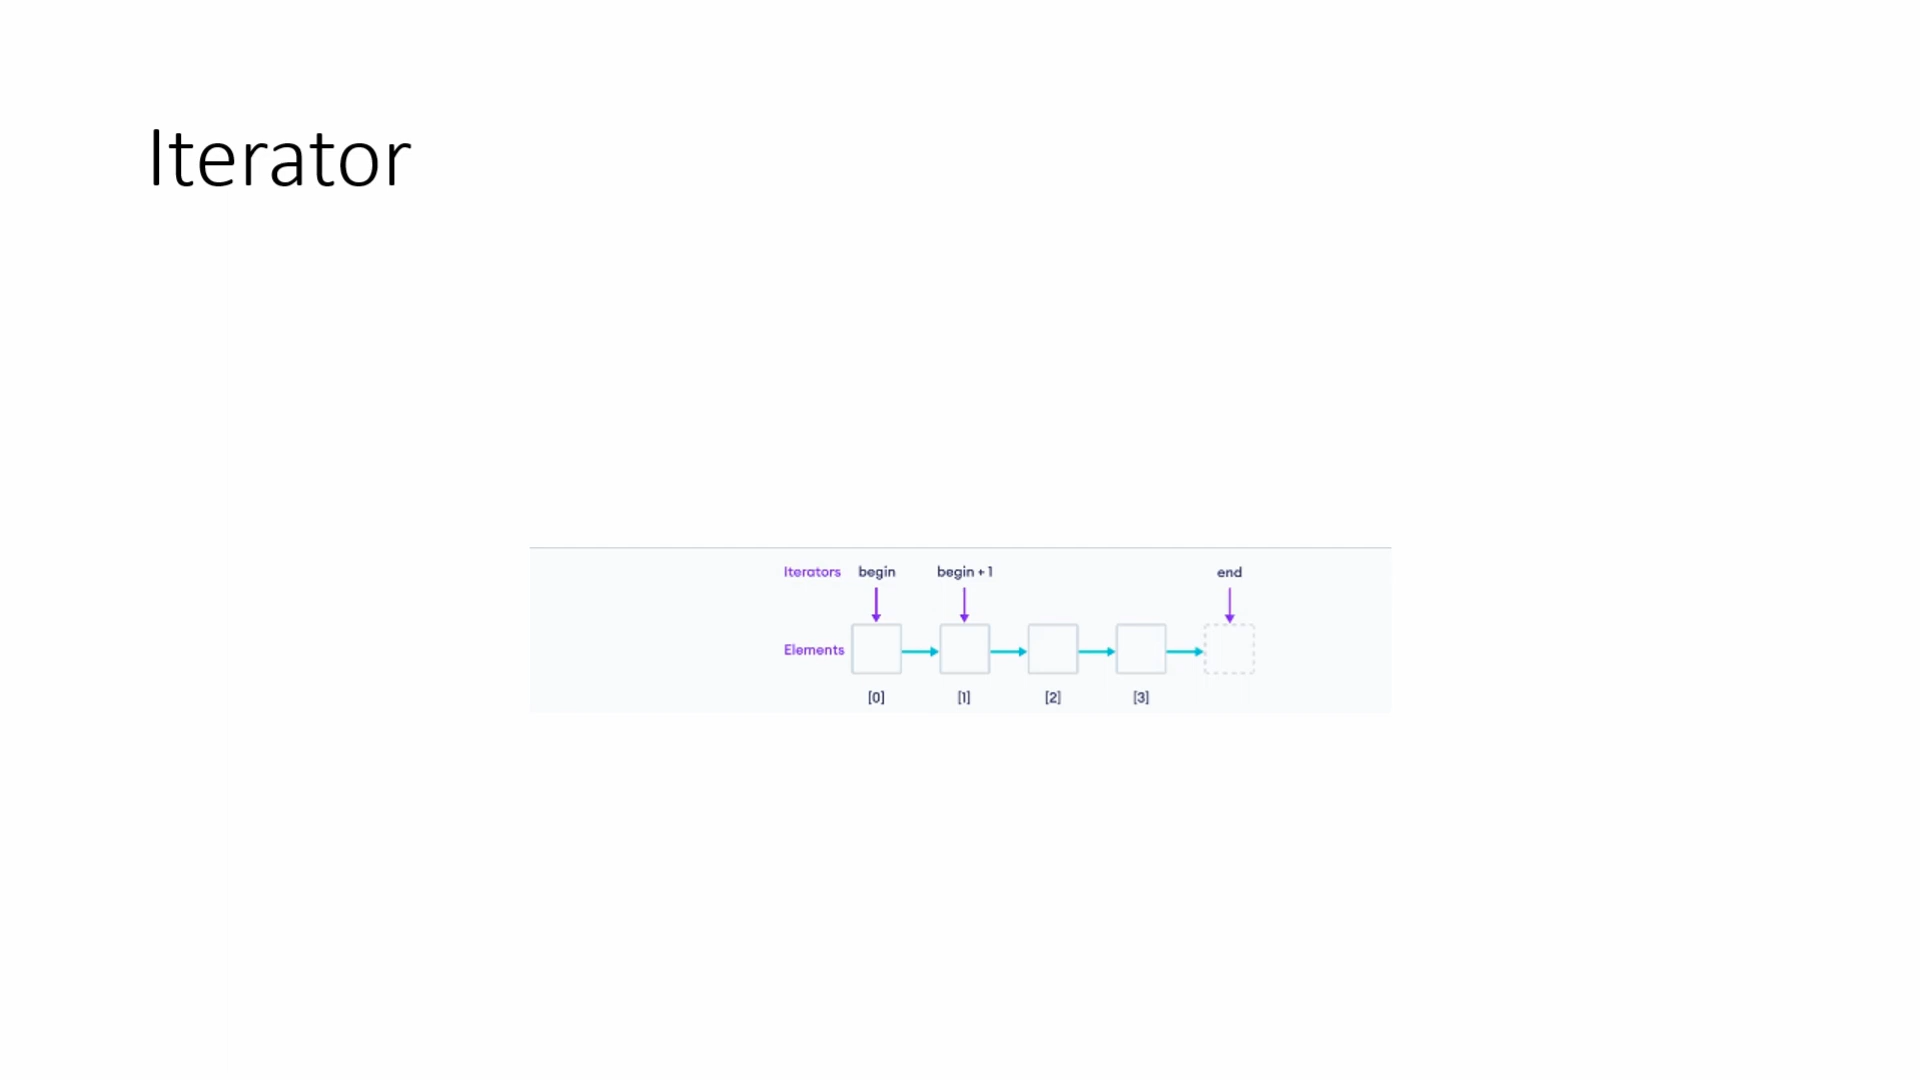 Iterator
Iterators begin begin + 1 end
Elements
[0] [1] [2] [3]